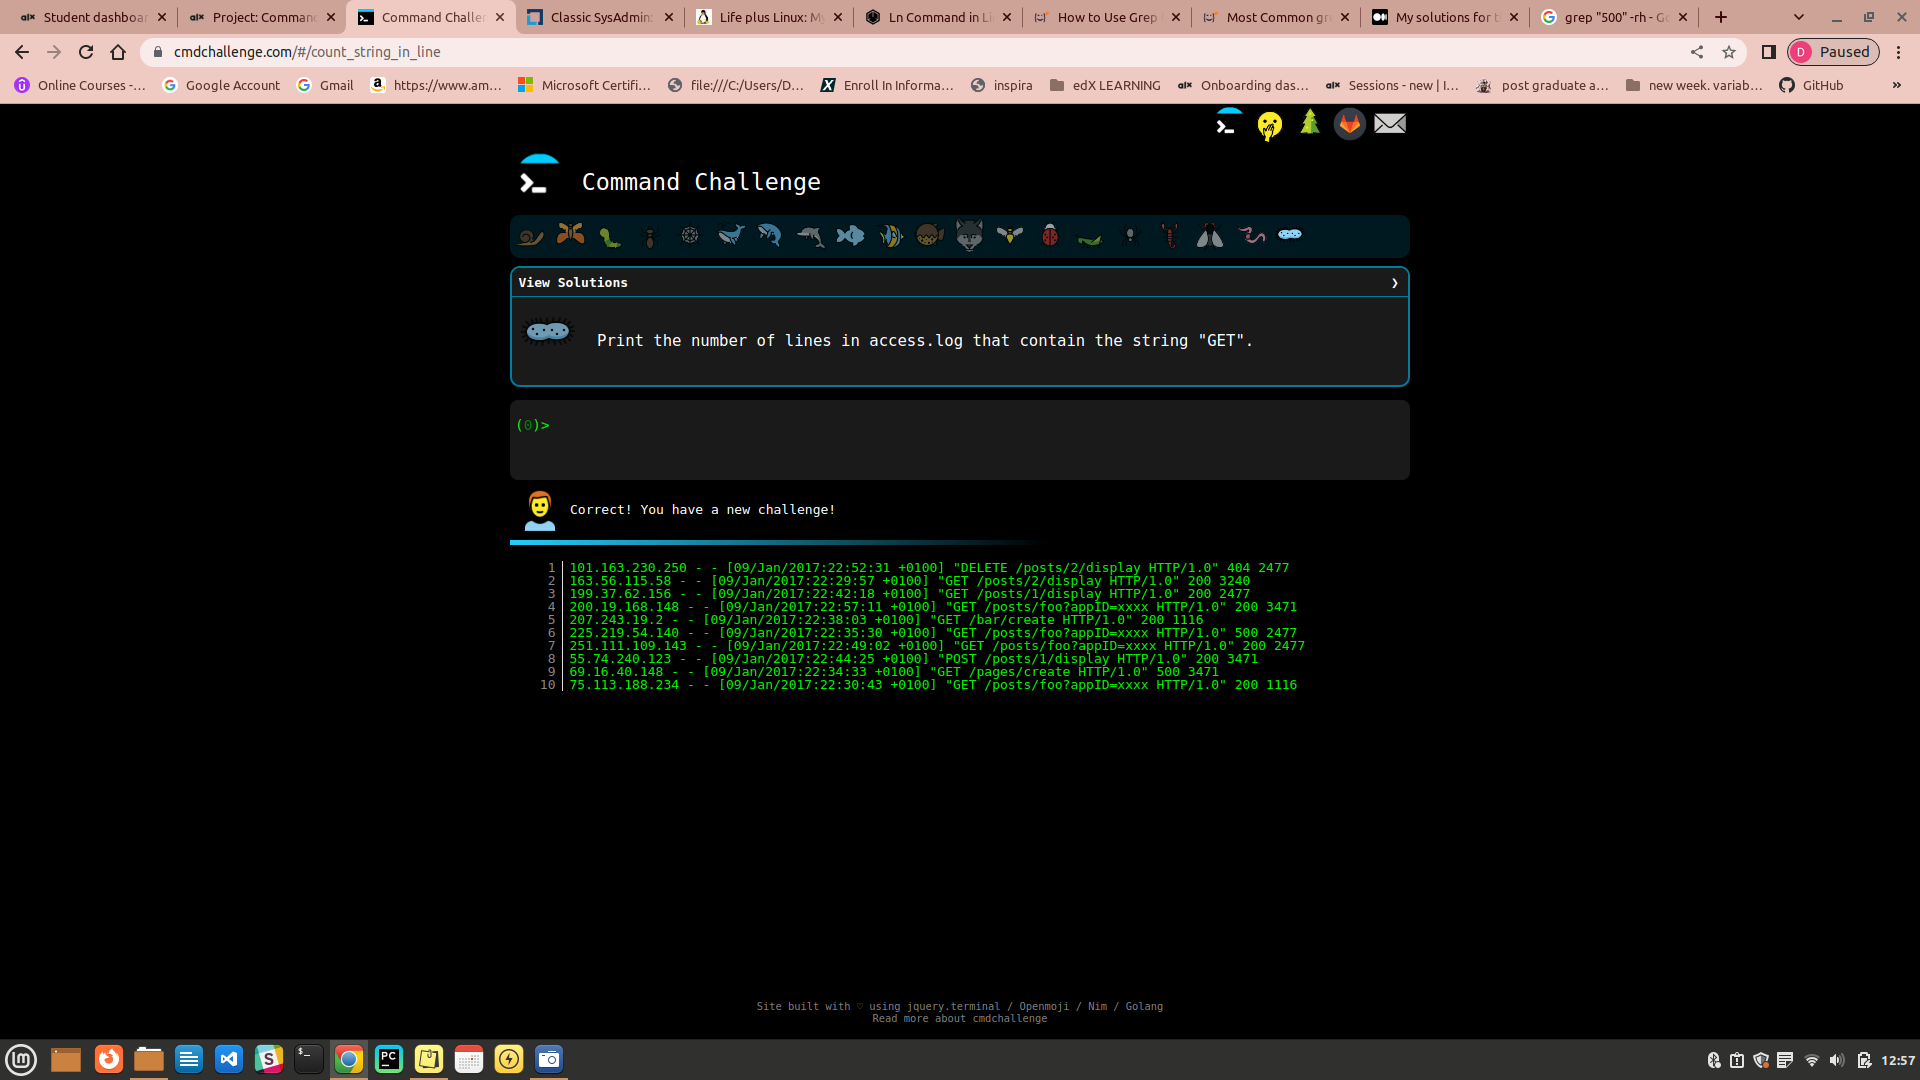 Student dashboar
Project: Comman
Command Challer
Classic SysAdmin:
Life plus Linux: My
Ln Command in Li
How to Use Grep
Most Common gr
My solutions for t
grep "500" -rh - Go
cmdchallenge.com/#/count_string_in_line
D Paused
Online Courses -...
Google Account
Gmail
https://www.am...
Microsoft Certifi...
file:///C:/Users/D...
Enroll In Informa...
inspira
edX LEARNING
Onboarding das...
Sessions - new | I...
post graduate a...
new week. variab...
GitHub
»
Command Challenge
View Solutions
Print the number of lines in access.log that contain the string "GET".
(0)>
Correct! You have a new challenge!
1 101.163.230.250 - - [09/Jan/2017:22:52:31 +0100] "DELETE /posts/2/display HTTP/1.0" 404 2477
2 163.56.115.58 - - [09/Jan/2017:22:29:57 +0100] "GET /posts/2/display HTTP/1.0" 200 3240
3 199.37.62.156 - - [09/Jan/2017:22:42:18 +0100] "GET /posts/1/display HTTP/1.0" 200 2477
4 200.19.168.148 - - [09/Jan/2017:22:57:11 +0100] "GET /posts/foo?appID=xxxx HTTP/1.0" 200 3471
5 207.243.19.2 - - [09/Jan/2017:22:38:03 +0100] "GET /bar/create HTTP/1.0" 200 1116
6 225.219.54.140 - - [09/Jan/2017:22:35:30 +0100] "GET /posts/foo?appID=xxxx HTTP/1.0" 500 2477
7 251.111.109.143 - - [09/Jan/2017:22:49:02 +0100] "GET /posts/foo?appID=xxxx HTTP/1.0" 200 2477
8 55.74.240.123 - - [09/Jan/2017:22:44:25 +0100] "POST /posts/1/display HTTP/1.0" 200 3471
9 69.16.40.148 - - [09/Jan/2017:22:34:33 +0100] "GET /pages/create HTTP/1.0" 500 3471
10 75.113.188.234 - - [09/Jan/2017:22:30:43 +0100] "GET /posts/foo?appID=xxxx HTTP/1.0" 200 1116
Site built with ♡ using jquery.terminal / Openmoji / Nim / Golang
Read more about cmdchallenge
12:57